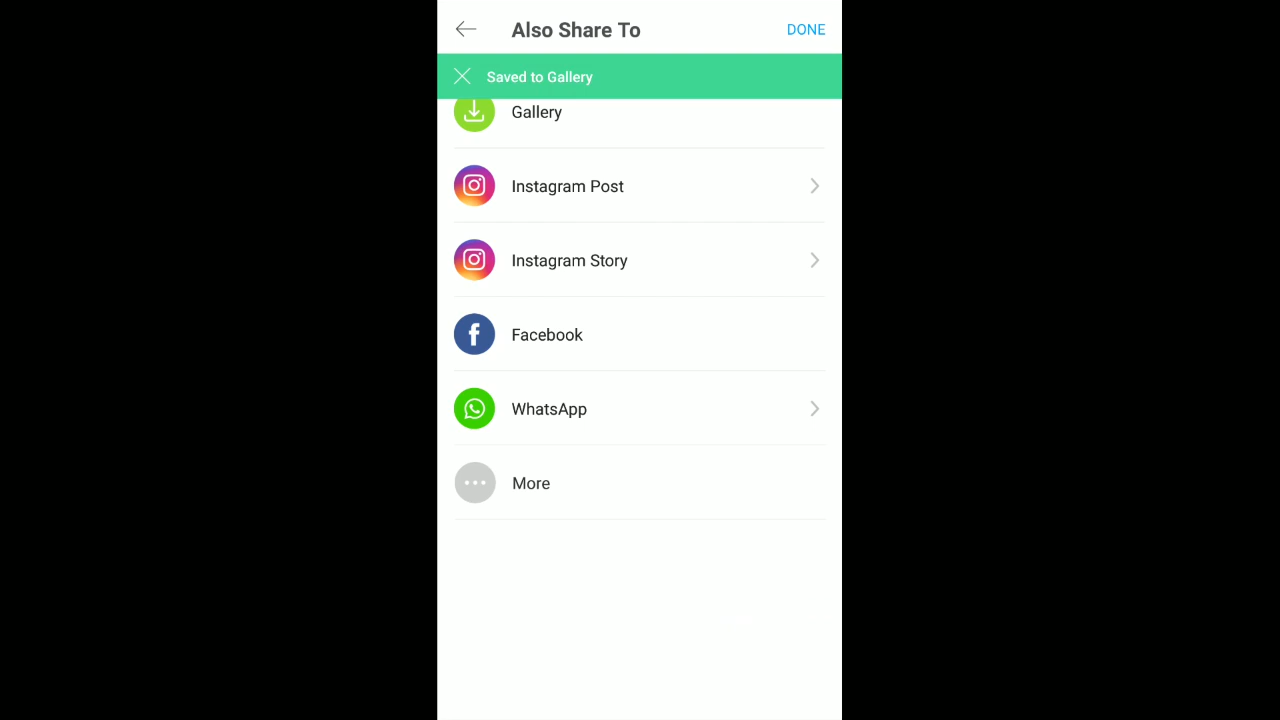 Also Share To
DONE
Saved to Gallery
Gallery
Instagram Post
Instagram Story
Facebook
WhatsApp
More